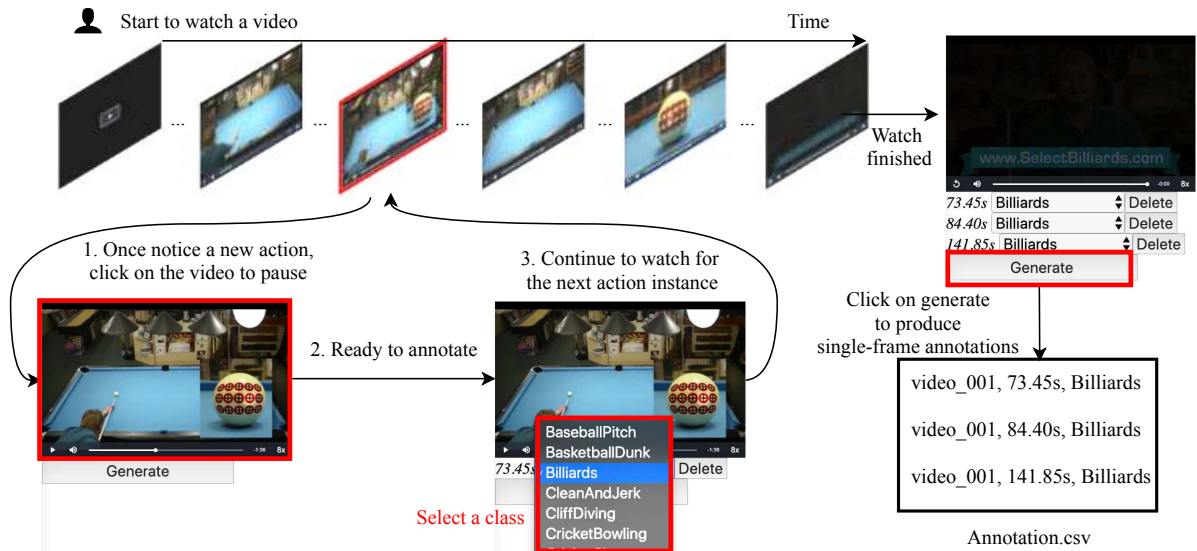 Start to watch a video
Time
...
...
...
...
...
Watch
finished
www.SelectBilliards.com
-0:00 8x
73.45s Billiards Delete
84.40s Billiards Delete
141.85s Billiards Delete
Generate
1. Once notice a new action,
click on the video to pause
3. Continue to watch for
the next action instance
Click on generate
to produce
single-frame annotations
2. Ready to annotate
-1:36 8x
Generate
-1:36 8x
73.45s
Delete
BaseballPitch
BasketballDunk
Billiards
CleanAndJerk
CliffDiving
CricketBowling
Select a class
video_001, 73.45s, Billiards
video_001, 84.40s, Billiards
video_001, 141.85s, Billiards
Annotation.csv